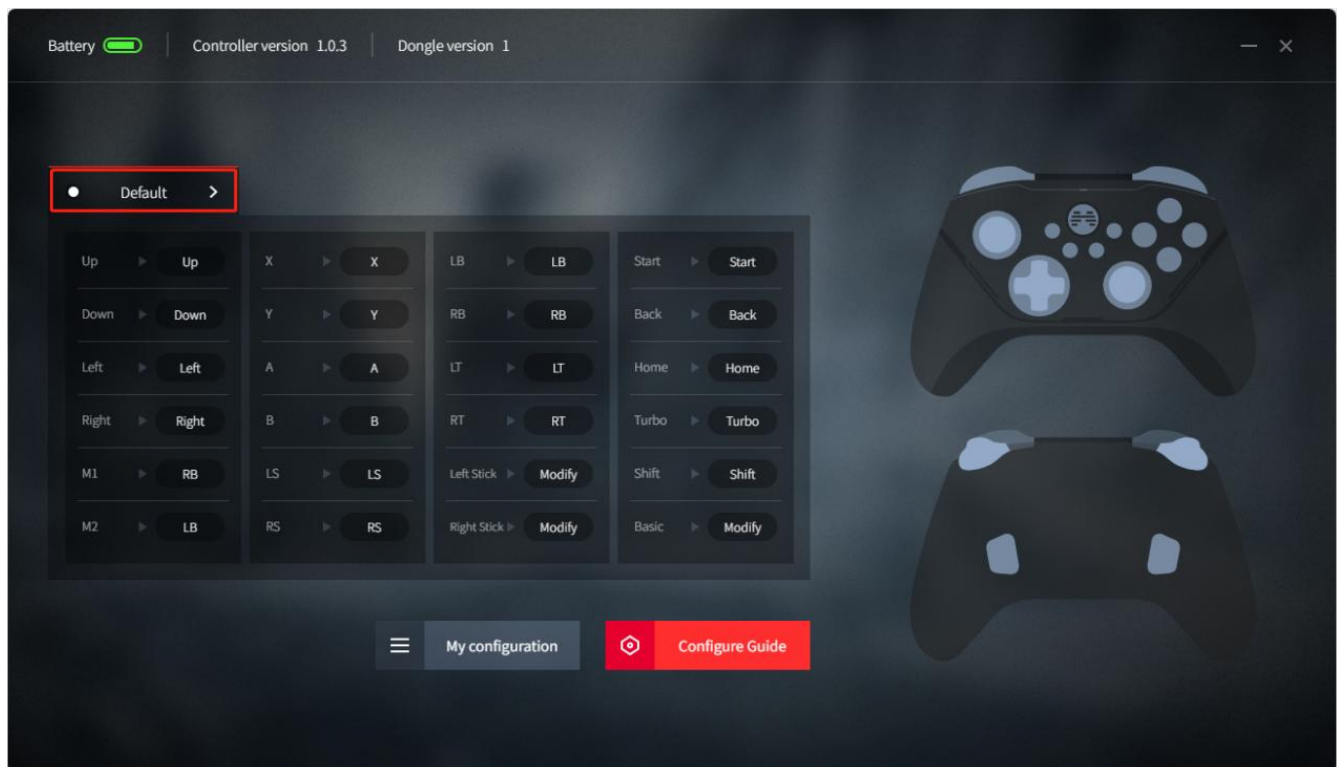 Battery Controller version 1.0.3 Dongle version 1
Default
Up Up X X LB LB Start Start
Down Down Y Y RB RB Back Back
Left Left A A LT LT Home Home
Right Right B B RT RT Turbo Turbo
M1 RB LS LS Left Stick Modify Shift Shift
M2 LB RS RS Right Stick Modify Basic Modify
My configuration Configure Guide